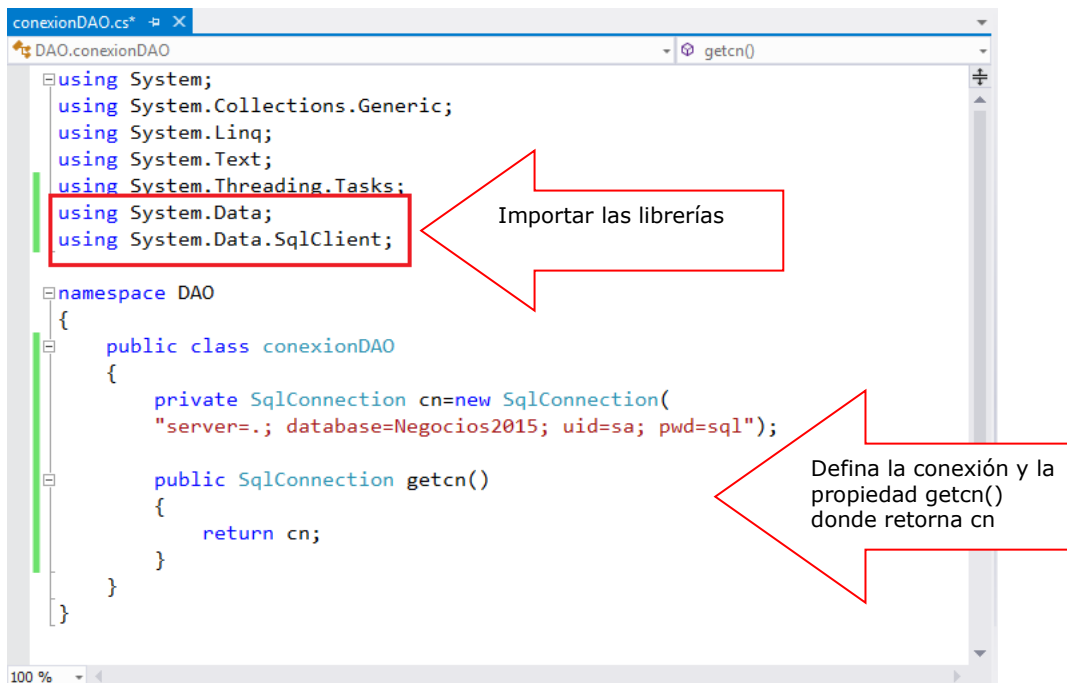 conexionDAO.cs*
DAO.conexionDAO
getcn()
using System;
using System.Collections.Generic;
using System.Linq;
using System.Text;
using System.Threading.Tasks;
using System.Data;
using System.Data.SqlClient;
Importar las librerías
namespace DAO
{
public class conexionDAO
{
private SqlConnection cn=new SqlConnection(
"server=.; database=Negocios2015; uid=sa; pwd=sql");
public SqlConnection getcn()
{
return cn;
}
}
}
Defina la conexión y la
propiedad getcn()
donde retorna cn
100 %